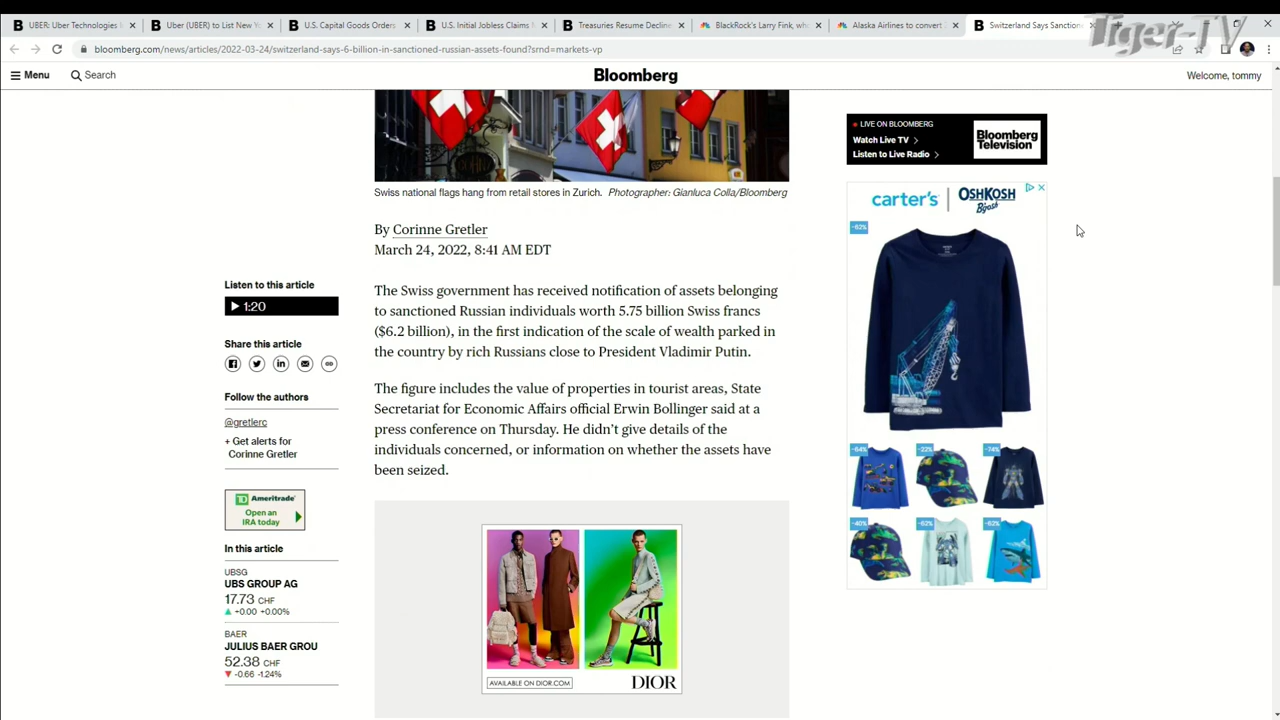 UBER: Uber Technologies
Uber (UBER) to List New Yo
U.S. Capital Goods Orders
U.S. Initial Jobless Claims
Treasuries Resume Decline
BlackRock's Larry Fink, who
Alaska Airlines to convert
Switzerland Says Sanction
Tiger-TV
bloomberg.com/news/articles/2022-03-24/switzerland-says-6-billion-in-sanctioned-russian-assets-found?srnd=markets-vp
Menu
Search
Bloomberg
Welcome, tommy
Swiss national flags hang from retail stores in Zurich. Photographer: Gianluca Colla/Bloomberg
By Corinne Gretler
March 24, 2022, 8:41 AM EDT
Listen to this article
1:20
Share this article
Follow the authors
@gretlerc
+ Get alerts for
Corinne Gretler
The Swiss government has received notification of assets belonging
to sanctioned Russian individuals worth 5.75 billion Swiss francs
($6.2 billion), in the first indication of the scale of wealth parked in
the country by rich Russians close to President Vladimir Putin.
The figure includes the value of properties in tourist areas, State
Secretariat for Economic Affairs official Erwin Bollinger said at a
press conference on Thursday. He didn't give details of the
individuals concerned, or information on whether the assets have
been seized.
TD Ameritrade
Open an
IRA today
In this article
UBSG
UBS GROUP AG
17.73 CHF
+0.00 +0.00%
BAER
JULIUS BAER GROU
52.38 CHF
-0.66 -1.24%
AVAILABLE ON DIOR.COM
DIOR
LIVE ON BLOOMBERG
Watch Live TV
Listen to Live Radio
Bloomberg
Television
carter's
OSHKOSH
B'gosh
-62%
-64%
-22%
-74%
-40%
-62%
-62%